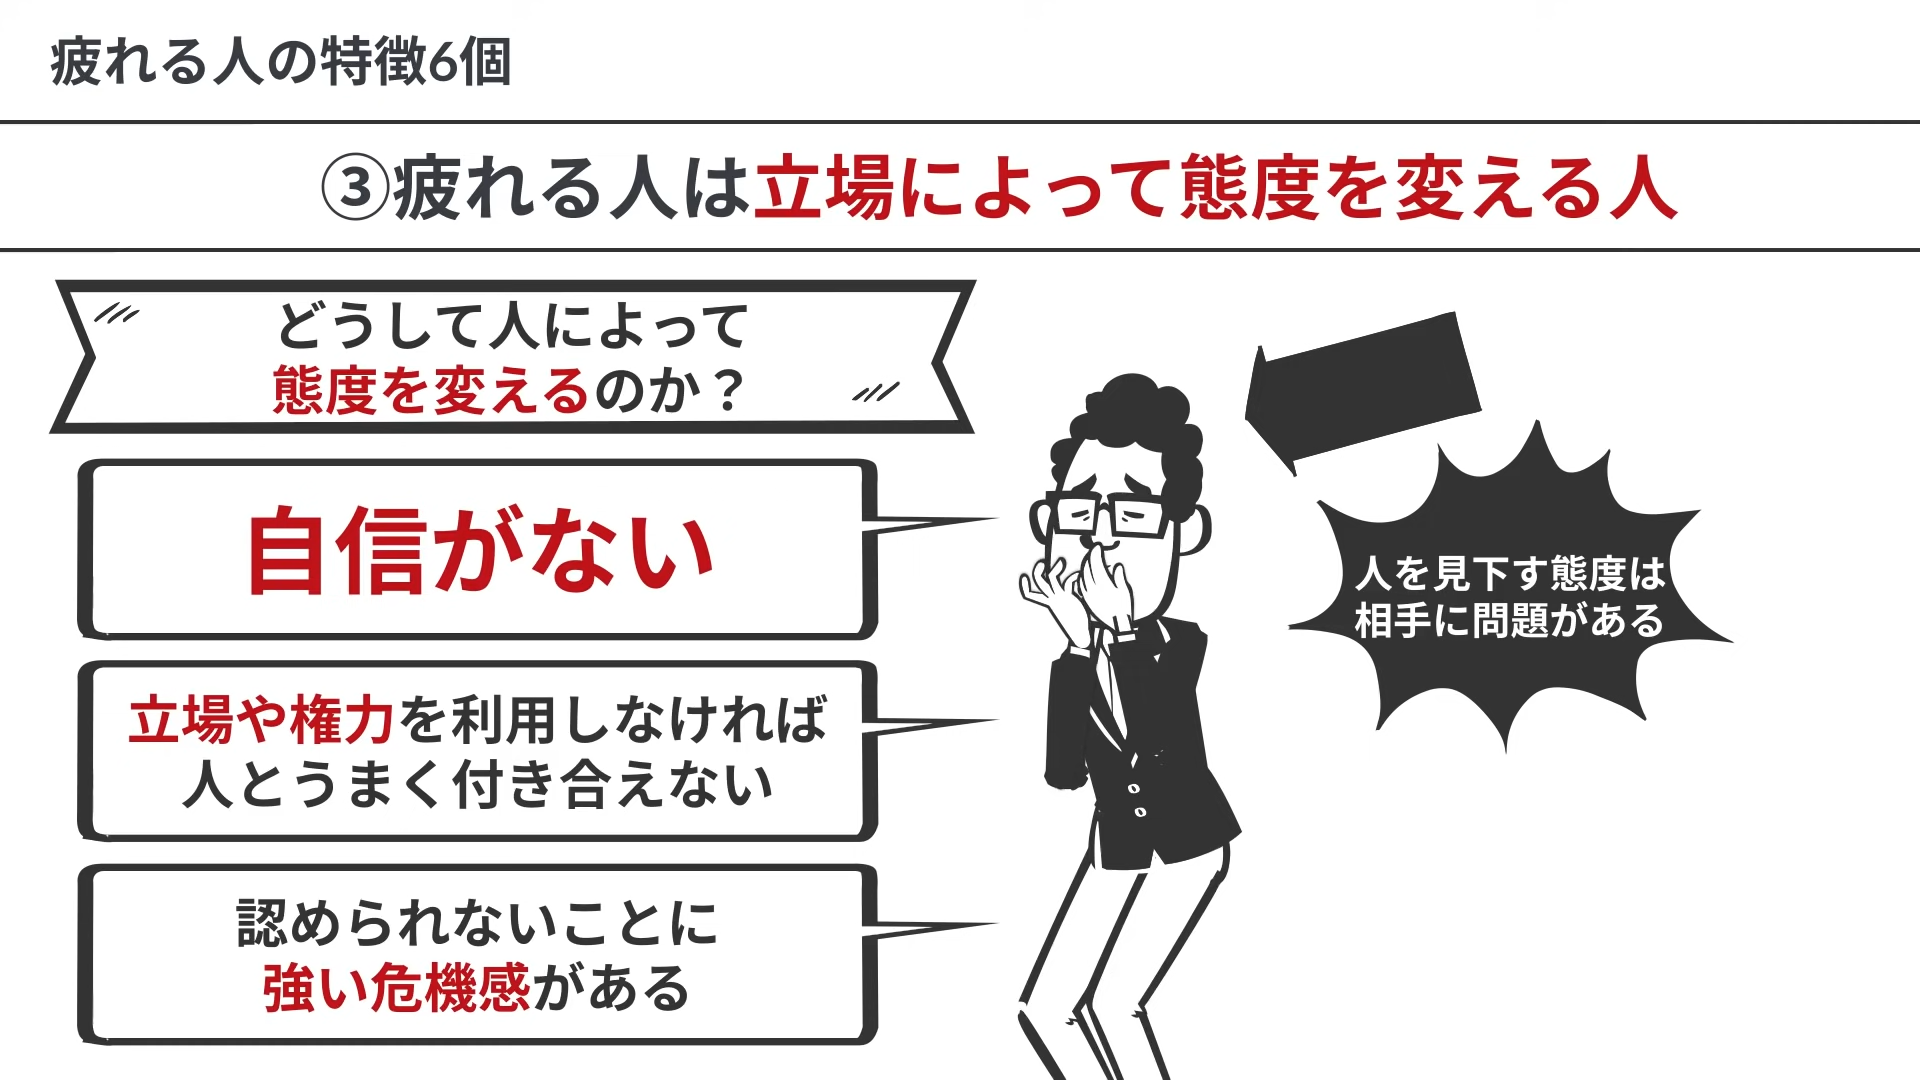 疲れる人の特徴6個
③疲れる人は立場によって態度を変える人
どうして人によって
態度を変えるのか？
自信がない
立場や権力を利用しなければ
人とうまく付き合えない
認められないことに
強い危機感がある
人を見下す態度は
相手に問題がある